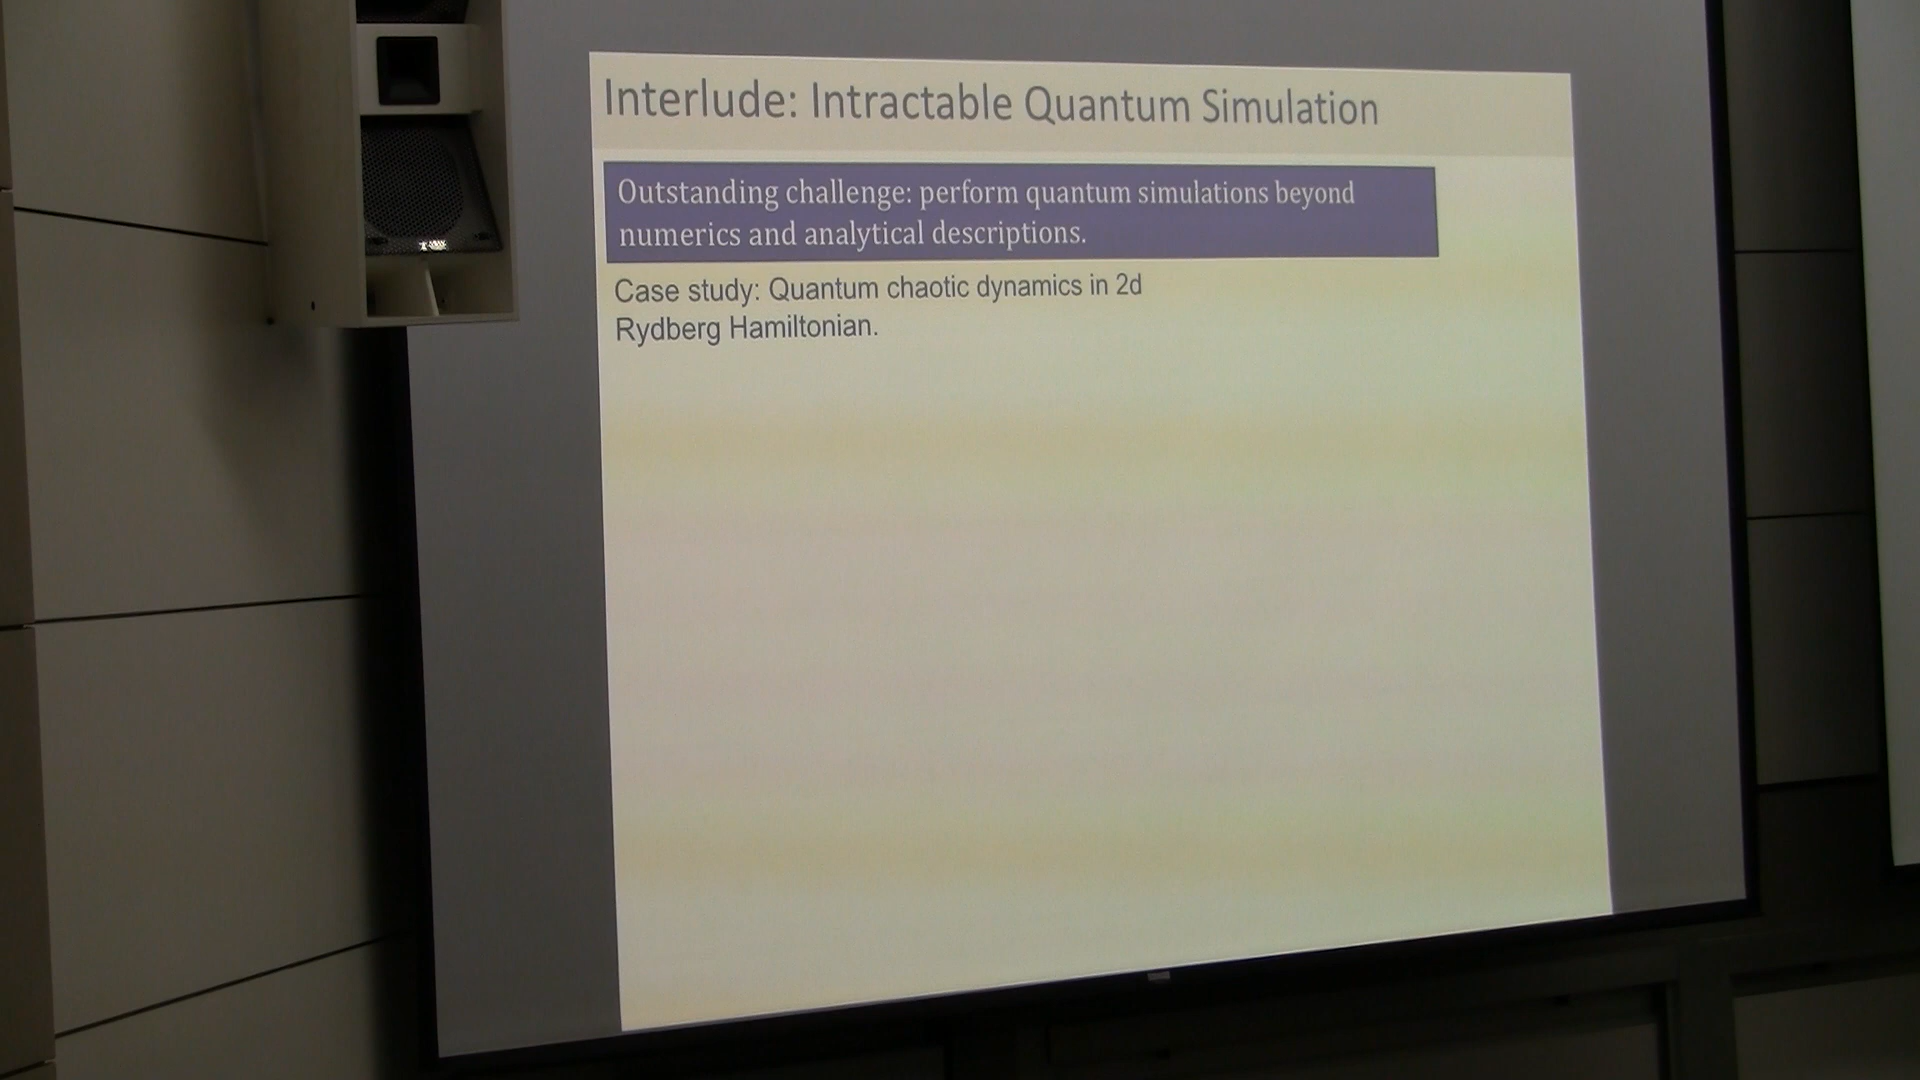 Interlude: Intractable Quantum Simulation
Outstanding challenge: perform quantum simulations beyond
numerics and analytical descriptions.
Case study: Quantum chaotic dynamics in 2d
Rydberg Hamiltonian.